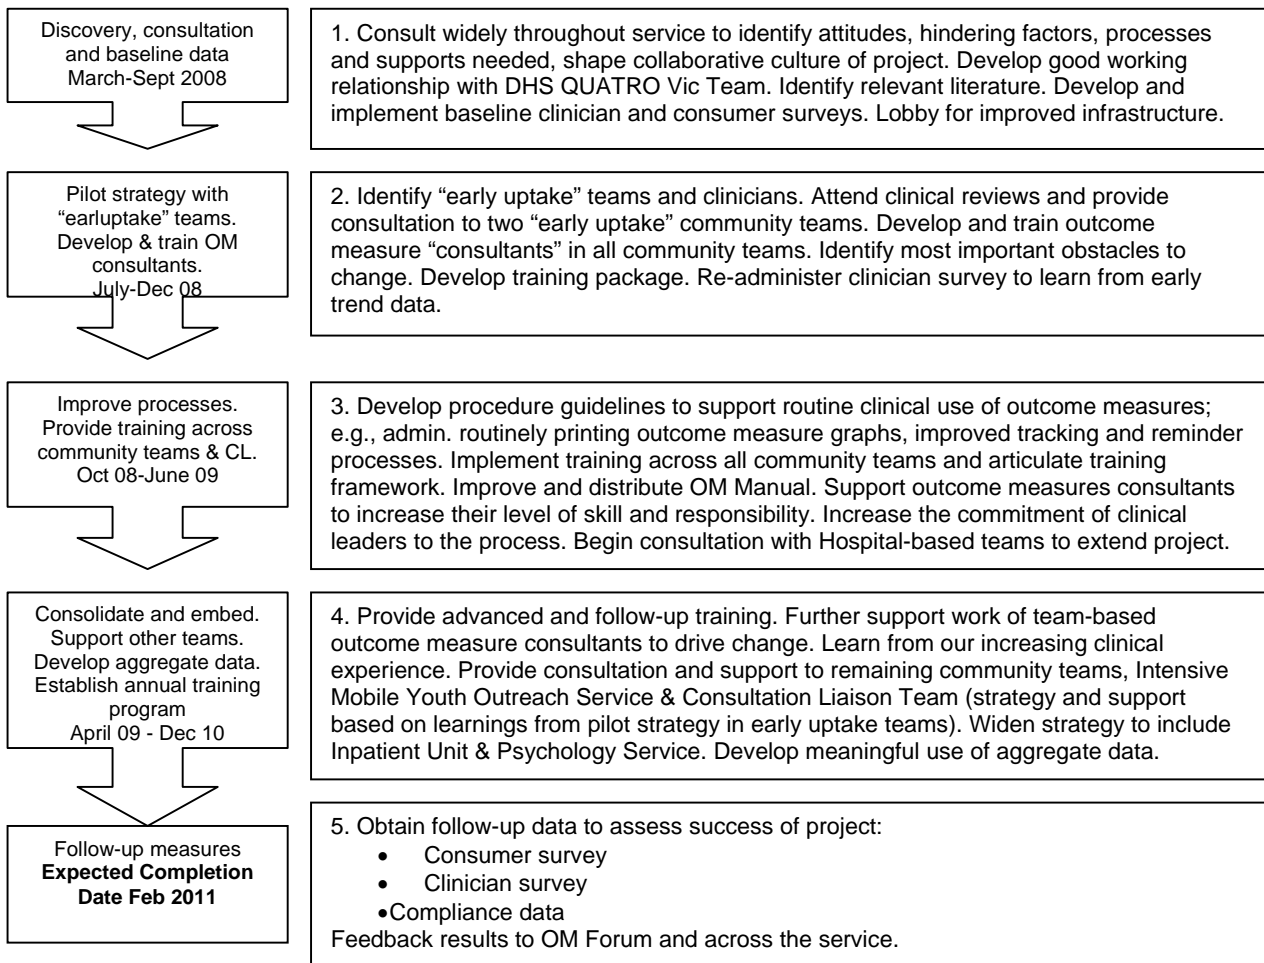 Discovery, consultation
and baseline data
March-Sept 2008
1. Consult widely throughout service to identify attitudes, hindering factors, processes
and supports needed, shape collaborative culture of project. Develop good working
relationship with DHS QUATRO Vic Team. Identify relevant literature. Develop and
implement baseline clinician and consumer surveys. Lobby for improved infrastructure.
Pilot strategy with
“earluptake” teams.
Develop & train OM
consultants.
July-Dec 08
2. Identify “early uptake” teams and clinicians. Attend clinical reviews and provide
consultation to two “early uptake” community teams. Develop and train outcome
measure “consultants” in all community teams. Identify most important obstacles to
change. Develop training package. Re-administer clinician survey to learn from early
trend data.
Improve processes.
Provide training across
community teams & CL.
Oct 08-June 09
3. Develop procedure guidelines to support routine clinical use of outcome measures;
e.g., admin. routinely printing outcome measure graphs, improved tracking and reminder
processes. Implement training across all community teams and articulate training
framework. Improve and distribute OM Manual. Support outcome measures consultants
to increase their level of skill and responsibility. Increase the commitment of clinical
leaders to the process. Begin consultation with Hospital-based teams to extend project.
Consolidate and embed.
Support other teams.
Develop aggregate data.
Establish annual training
program
April 09 - Dec 10
4. Provide advanced and follow-up training. Further support work of team-based
outcome measure consultants to drive change. Learn from our increasing clinical
experience. Provide consultation and support to remaining community teams, Intensive
Mobile Youth Outreach Service & Consultation Liaison Team (strategy and support
based on learnings from pilot strategy in early uptake teams). Widen strategy to include
Inpatient Unit & Psychology Service. Develop meaningful use of aggregate data.
Follow-up measures
Expected Completion
Date Feb 2011
5. Obtain follow-up data to assess success of project:
• Consumer survey
• Clinician survey
•Compliance data
Feedback results to OM Forum and across the service.